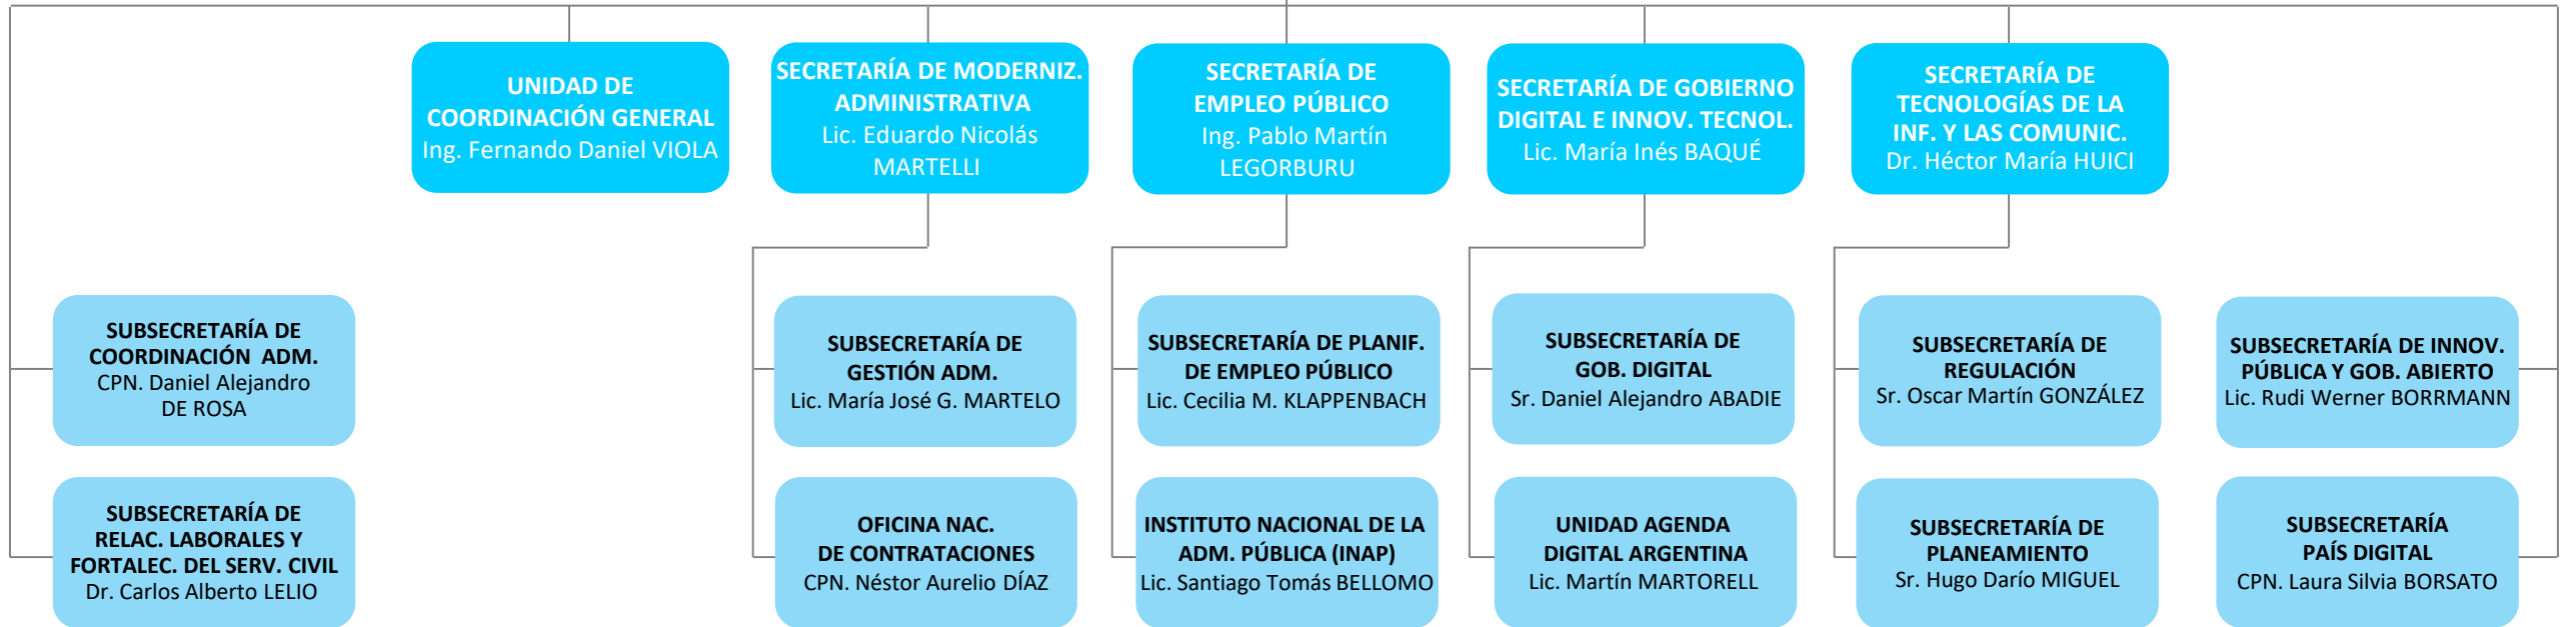 UNIDAD DE
COORDINACIÓN GENERAL
Ing. Fernando Daniel VIOLA
SECRETARÍA DE MODERNIZ.
ADMINISTRATIVA
Lic. Eduardo Nicolás
MARTELLI
SECRETARÍA DE
EMPLEO PÚBLICO
Ing. Pablo Martín
LEGORBURU
SECRETARÍA DE GOBIERNO
DIGITAL E INNOV. TECNOL.
Lic. María Inés BAQUÉ
SECRETARÍA DE
TECNOLOGÍAS DE LA
INF. Y LAS COMUNIC.
Dr. Héctor María HUICI
SUBSECRETARÍA DE
COORDINACIÓN ADM.
CPN. Daniel Alejandro
DE ROSA
SUBSECRETARÍA DE
GESTIÓN ADM.
Lic. María José G. MARTELO
SUBSECRETARÍA DE PLANIF.
DE EMPLEO PÚBLICO
Lic. Cecilia M. KLAPPENBACH
SUBSECRETARÍA DE
GOB. DIGITAL
Sr. Daniel Alejandro ABADIE
SUBSECRETARÍA DE
REGULACIÓN
Sr. Oscar Martín GONZÁLEZ
SUBSECRETARÍA DE INNOV.
PÚBLICA Y GOB. ABIERTO
Lic. Rudi Werner BORRMANN
SUBSECRETARÍA DE
RELAC. LABORALES Y
FORTALEC. DEL SERV. CIVIL
Dr. Carlos Alberto LELIO
OFICINA NAC.
DE CONTRATACIONES
CPN. Néstor Aurelio DÍAZ
INSTITUTO NACIONAL DE LA
ADM. PÚBLICA (INAP)
Lic. Santiago Tomás BELLOMO
UNIDAD AGENDA
DIGITAL ARGENTINA
Lic. Martín MARTORELL
SUBSECRETARÍA DE
PLANEAMIENTO
Sr. Hugo Darío MIGUEL
SUBSECRETARÍA
PAÍS DIGITAL
CPN. Laura Silvia BORSATO